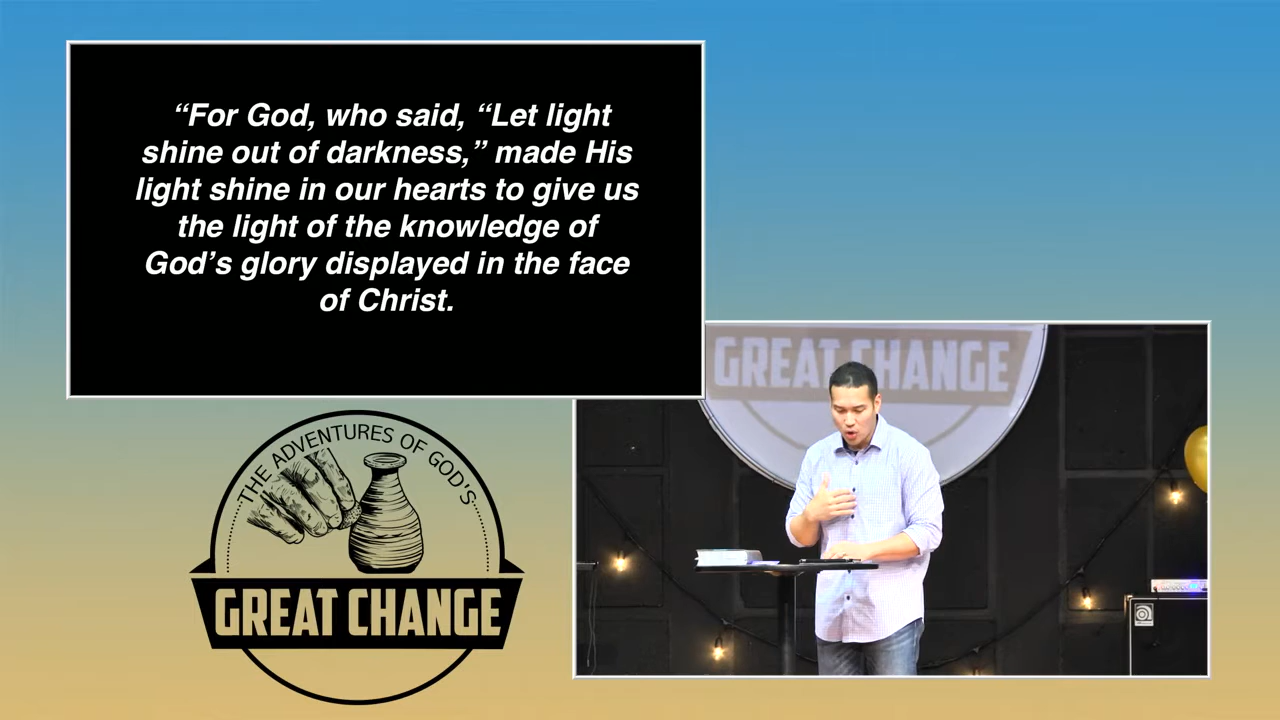 “For God, who said, “Let light
shine out of darkness,” made His
light shine in our hearts to give us
the light of the knowledge of
God’s glory displayed in the face
of Christ.
THE ADVENTURES OF GOD'S
GREAT CHANGE
GREAT CHANGE